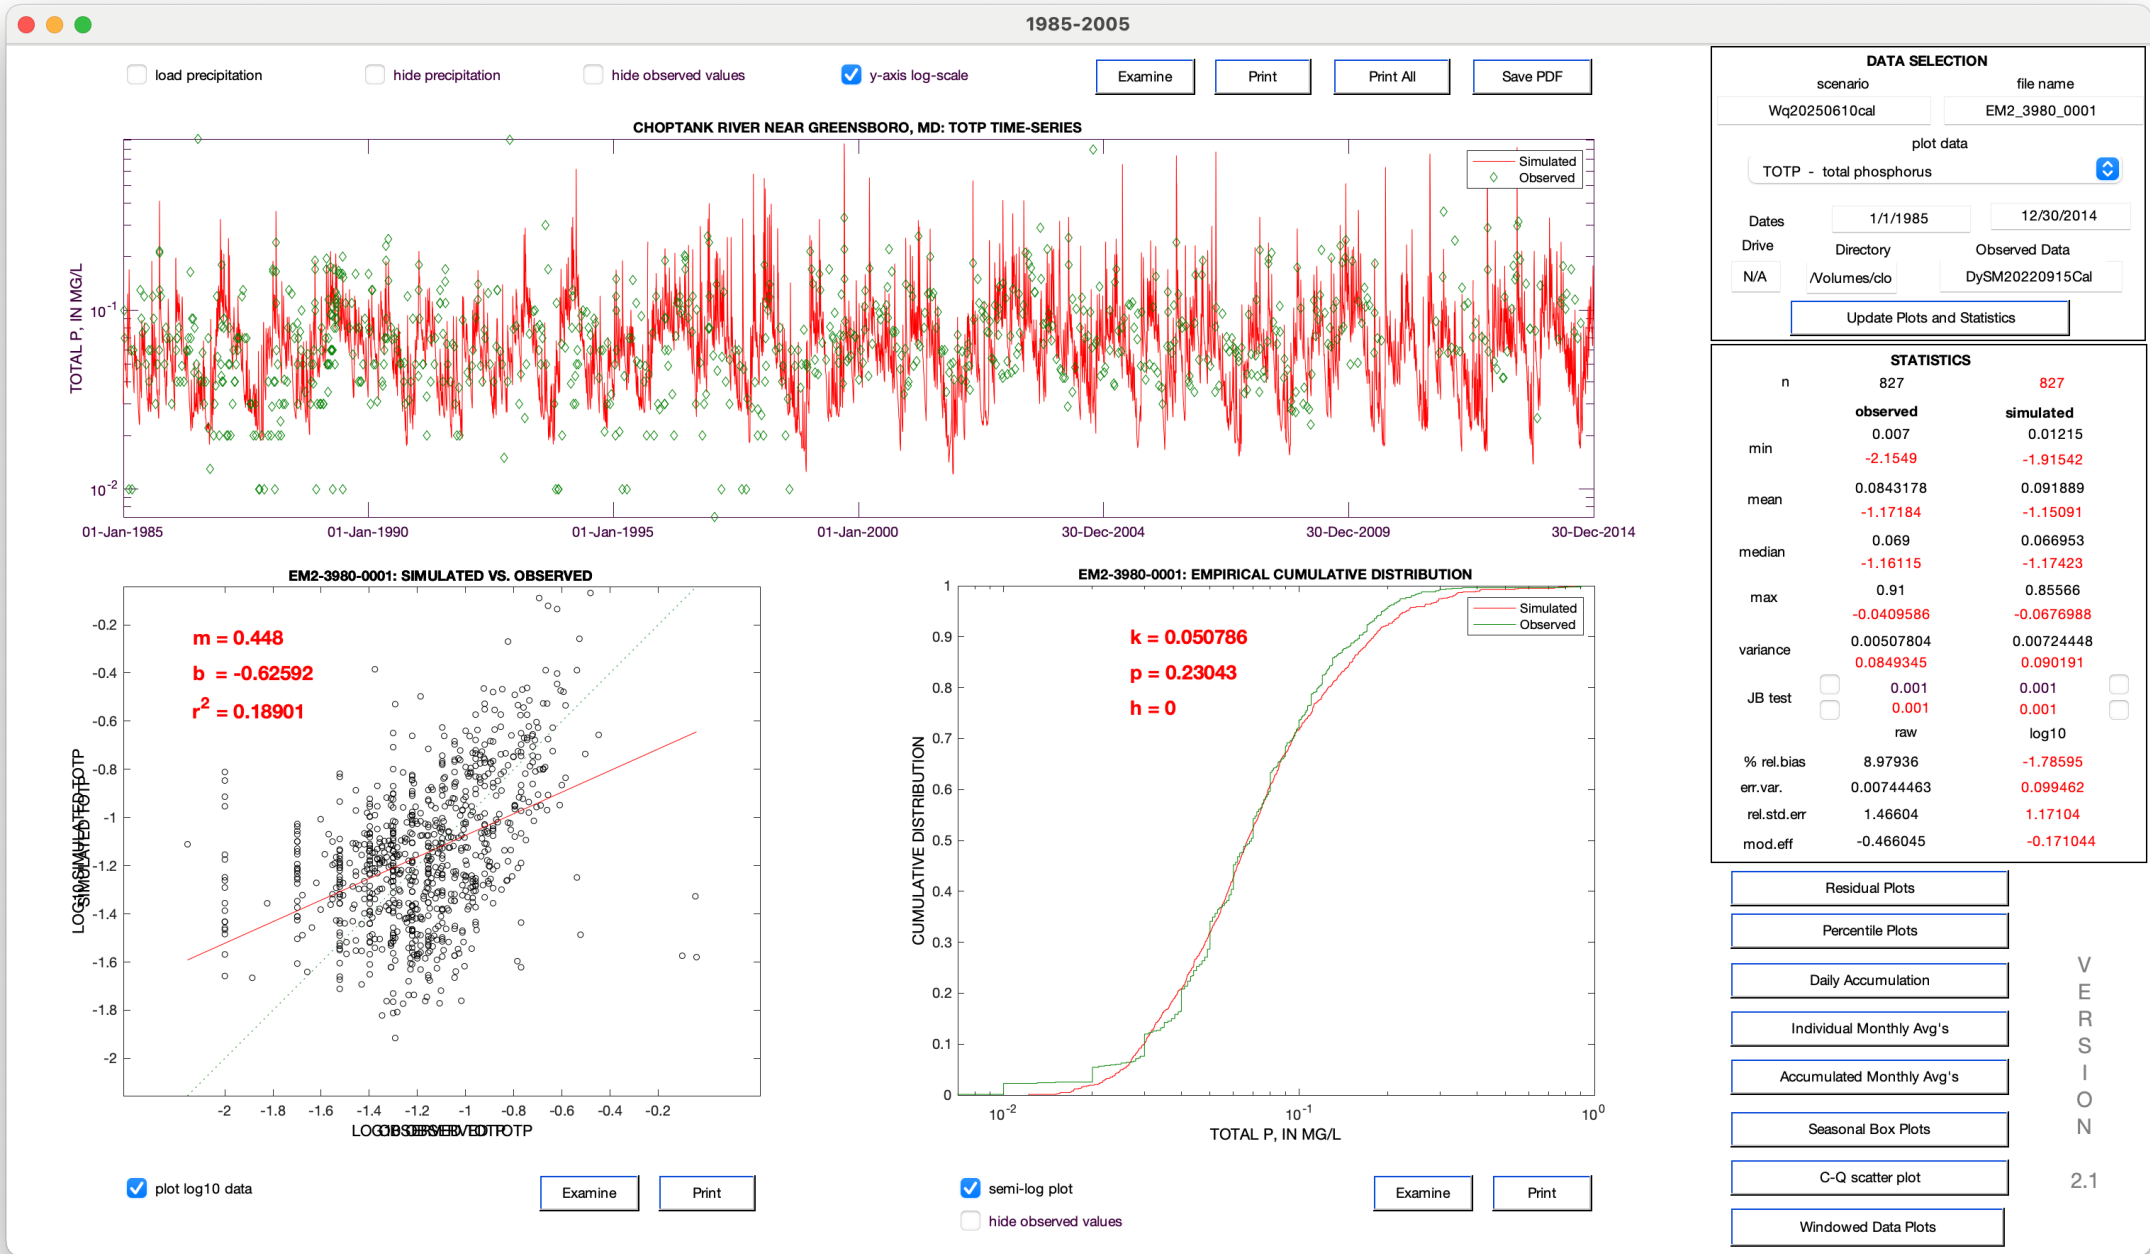 1985-2005
load precipitation
hide precipitation
hide observed values
y-axis log-scale
Examine
Print
Print All
Save PDF
CHOPTANK RIVER NEAR GREENSBORO, MD: TOTP TIME-SERIES
Simulated
Observed
TOTAL P, IN MG/L
10-1
10-2
01-Jan-1985 01-Jan-1990 01-Jan-1995 01-Jan-2000 30-Dec-2004 30-Dec-2009 30-Dec-2014
EM2-3980-0001: SIMULATED VS. OBSERVED
m = 0.448
b = -0.62592
r2 = 0.18901
-0.2
-0.4
-0.6
-0.8
-1
-1.2
-1.4
-1.6
-1.8
-2
LOG10 SIMULATED TOTP
SIMULATED TOTP
-2 -1.8 -1.6 -1.4 -1.2 -1 -0.8 -0.6 -0.4 -0.2
LOG10 OBSERVED TOTP
OBSERVED TOTP
plot log10 data
Examine
Print
EM2-3980-0001: EMPIRICAL CUMULATIVE DISTRIBUTION
Simulated
Observed
k = 0.050786
p = 0.23043
h = 0
1
0.9
0.8
0.7
0.6
0.5
0.4
0.3
0.2
0.1
0
CUMULATIVE DISTRIBUTION
10-2 10-1 100
TOTAL P, IN MG/L
semi-log plot
hide observed values
Examine
Print
DATA SELECTION
scenario file name
Wq20250610cal EM2_3980_0001
plot data
TOTP - total phosphorus
Dates 1/1/1985 12/30/2014
Drive Directory Observed Data
N/A /Volumes/clo DySM20220915Cal
Update Plots and Statistics
STATISTICS
n 827 827
observed simulated
min 0.007 0.01215
-2.1549 -1.91542
mean 0.0843178 0.091889
-1.17184 -1.15091
median 0.069 0.066953
-1.16115 -1.17423
max 0.91 0.85566
-0.0409586 -0.0676988
variance 0.00507804 0.00724448
0.0849345 0.090191
JB test 0.001 0.001
0.001 0.001
raw log10
% rel.bias 8.97936 -1.78595
err.var. 0.00744463 0.099462
rel.std.err 1.46604 1.17104
mod.eff -0.466045 -0.171044
Residual Plots
Percentile Plots
Daily Accumulation
Individual Monthly Avg's
Accumulated Monthly Avg's
Seasonal Box Plots
C-Q scatter plot
Windowed Data Plots
VERSION
2.1